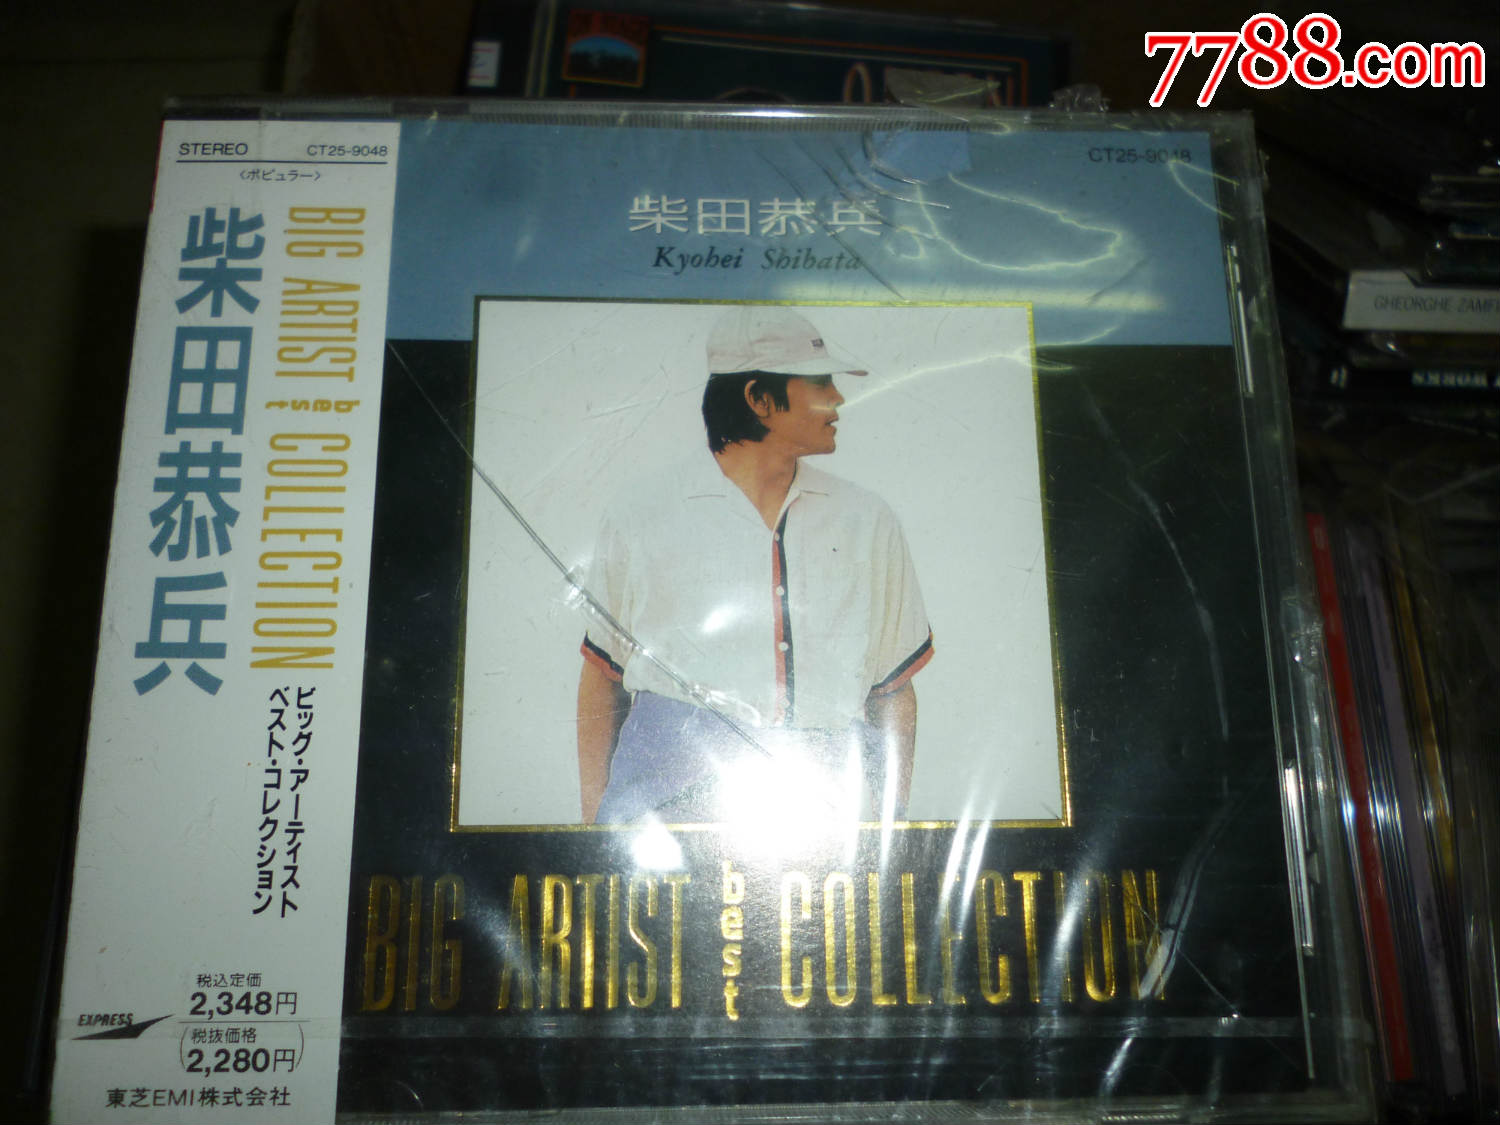 7788.com
STEREO CT25-9048
〈ポピュラー〉
柴田恭兵
BIG ARTIST best COLLECTION
ビッグ・アーティスト
ベスト・コレクション
税込定価
2,348円
(税抜価格
2,280円)
EXPRESS
東芝EMI株式会社
CT25-9048
柴田恭兵
Kyohei Shibata
BIG ARTIST best COLLECTION
GHEORGHE ZAMFI
WORKS